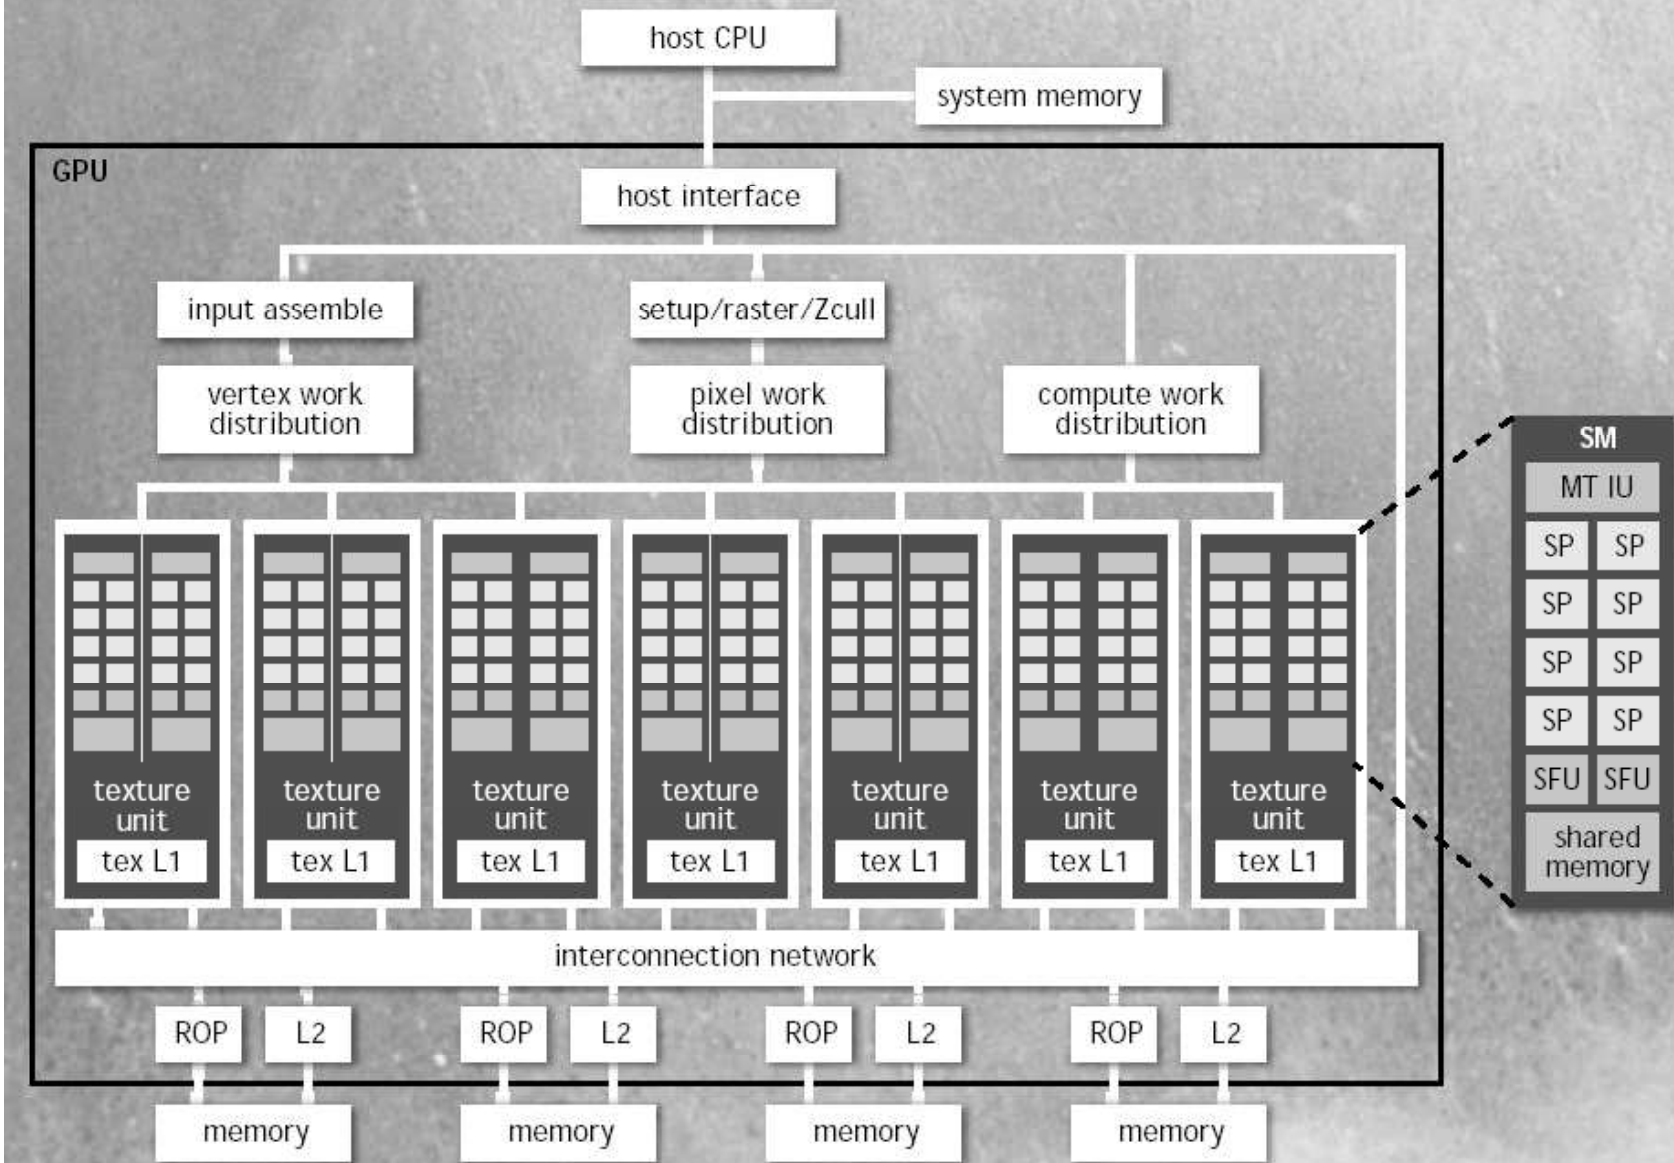 host CPU
system memory
GPU
host interface
input assemble
setup/raster/Zcull
vertex work
distribution
pixel work
distribution
compute work
distribution
SM
MT IU
SP SP
SP SP
SP SP
SP SP
SFU SFU
shared
memory
texture
unit
tex L1
texture
unit
tex L1
texture
unit
tex L1
texture
unit
tex L1
texture
unit
tex L1
texture
unit
tex L1
texture
unit
tex L1
interconnection network
ROP L2 ROP L2 ROP L2 ROP L2
memory memory memory memory